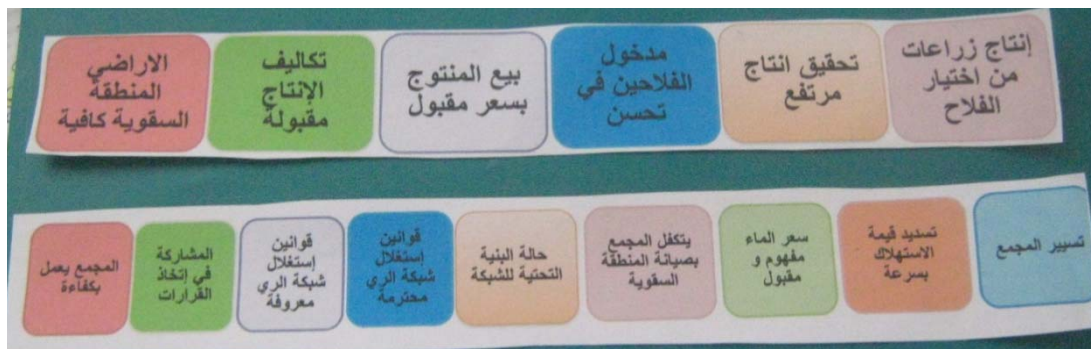 إنتاج زراعات
من اختيار
الفلاح
تحقيق انتاج
مرتفع
مدخول
الفلاحين في
تحسن
بيع المنتوج
بسعر مقبول
تكاليف
الإنتاج
مقبولة
الاراضي
المنطقة
السقوية كافية
تسيير المجمع
تسديد قيمة
الاستهلاك
بسرعة
سعر الماء
مفهوم و
مقبول
يتكفل المجمع
بصيانة المنطقة
السقوية
حالة البنية
التحتية للشبكة
قوانين
إستغلال
شبكة الري
محترمة
قوانين
إستغلال
شبكة الري
معروفة
المشاركة
في إتخاذ
القرارات
المجمع يعمل
بكفاءة